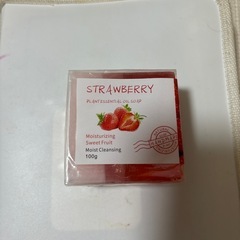 STRAWBERRY
PLANT ESSENTIAL OIL SOAP
Moisturizing
Sweet Fruit
Moist Cleansing
100g